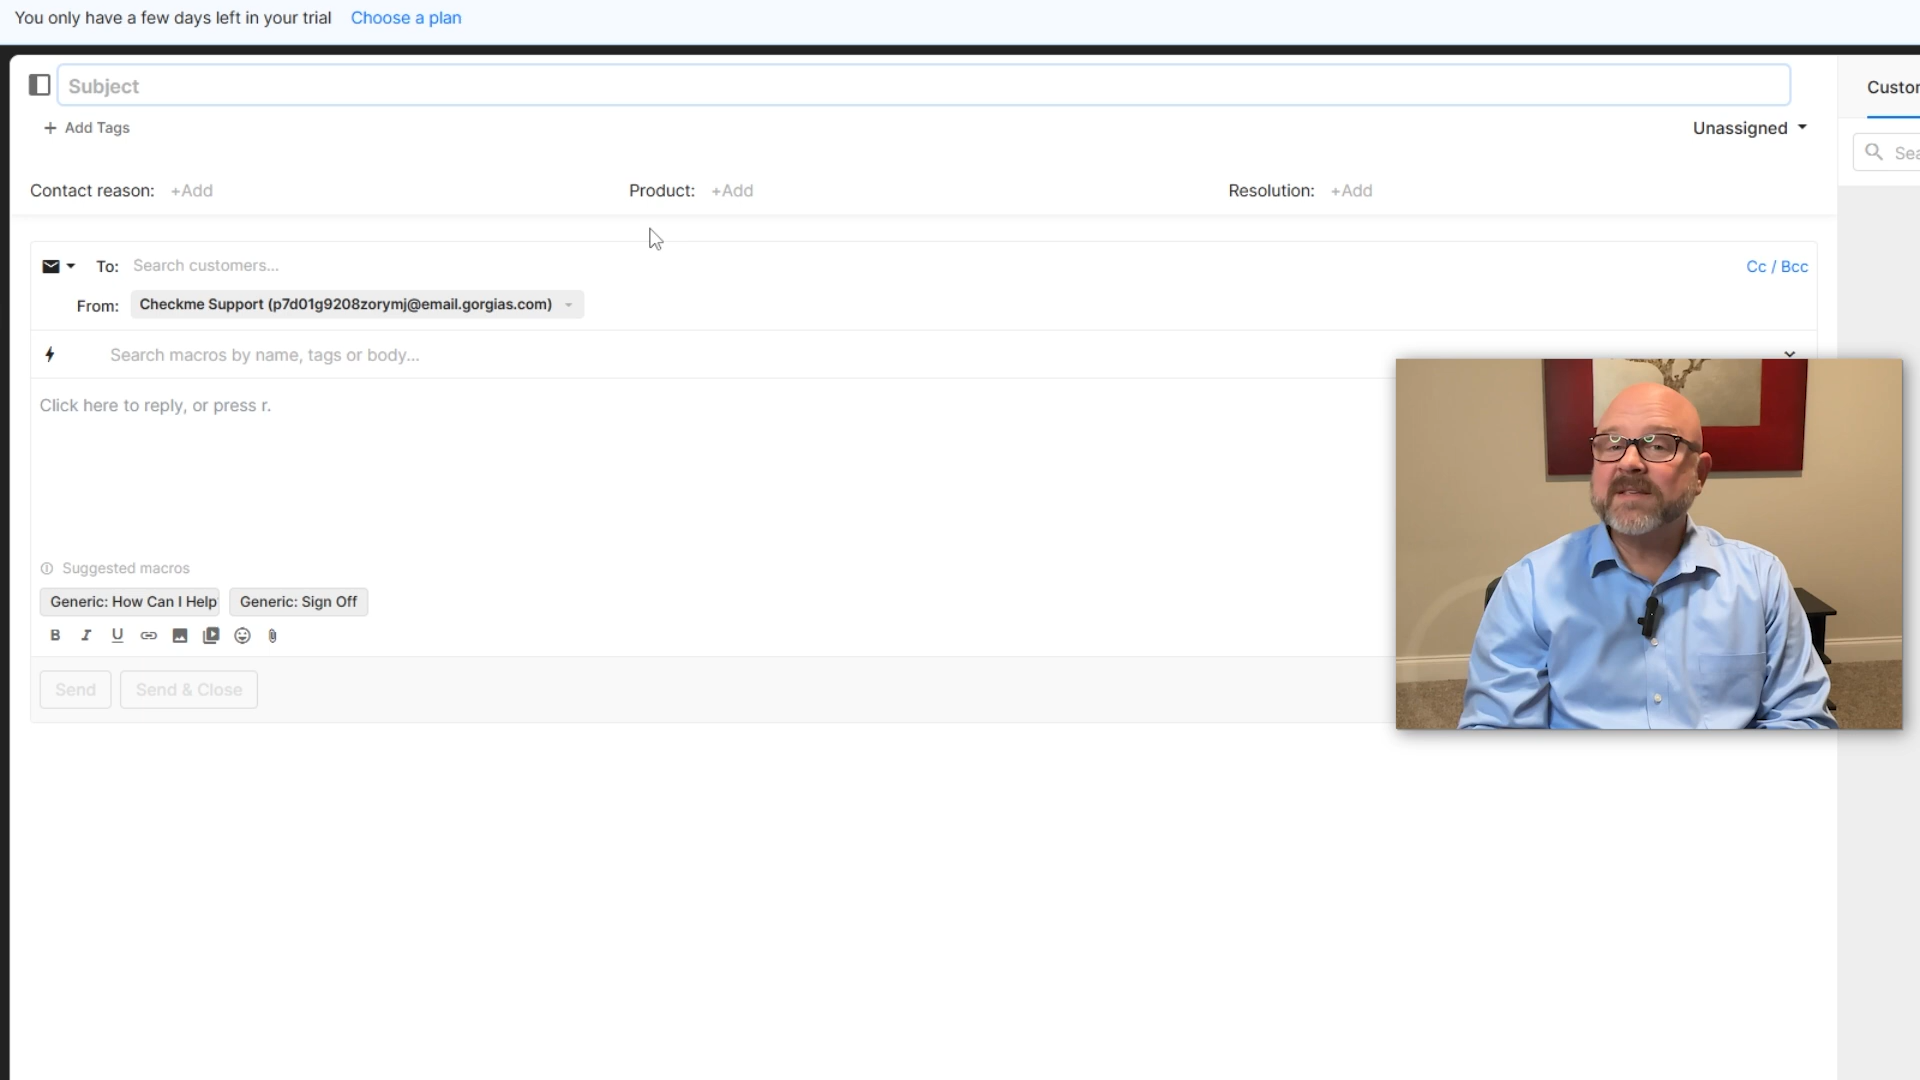 You only have a few days left in your trial Choose a plan
Subject
Custor
Add Tags
Unassigned
Sea
Contact reason: +Add Product: +Add Resolution: +Add
To: Search customers... Cc / Bcc
From: Checkme Support (p7d01g9208zorymj@email.gorgias.com)
Search macros by name, tags or body...
Click here to reply, or press r.
Suggested macros
Generic: How Can I Help Generic: Sign Off
B I U
Send Send & Close